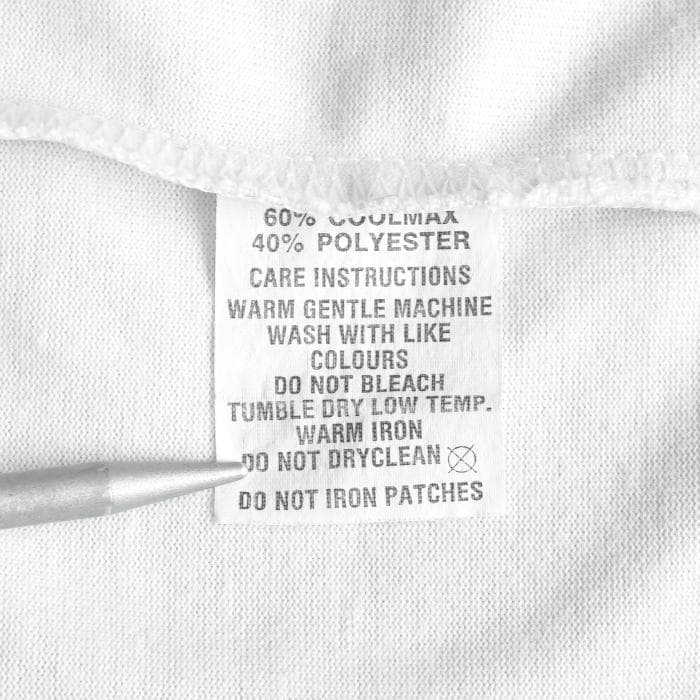 60% COOLMAX
40% POLYESTER
CARE INSTRUCTIONS
WARM GENTLE MACHINE
WASH WITH LIKE
COLOURS
DO NOT BLEACH
TUMBLE DRY LOW TEMP.
WARM IRON
DO NOT DRYCLEAN
DO NOT IRON PATCHES